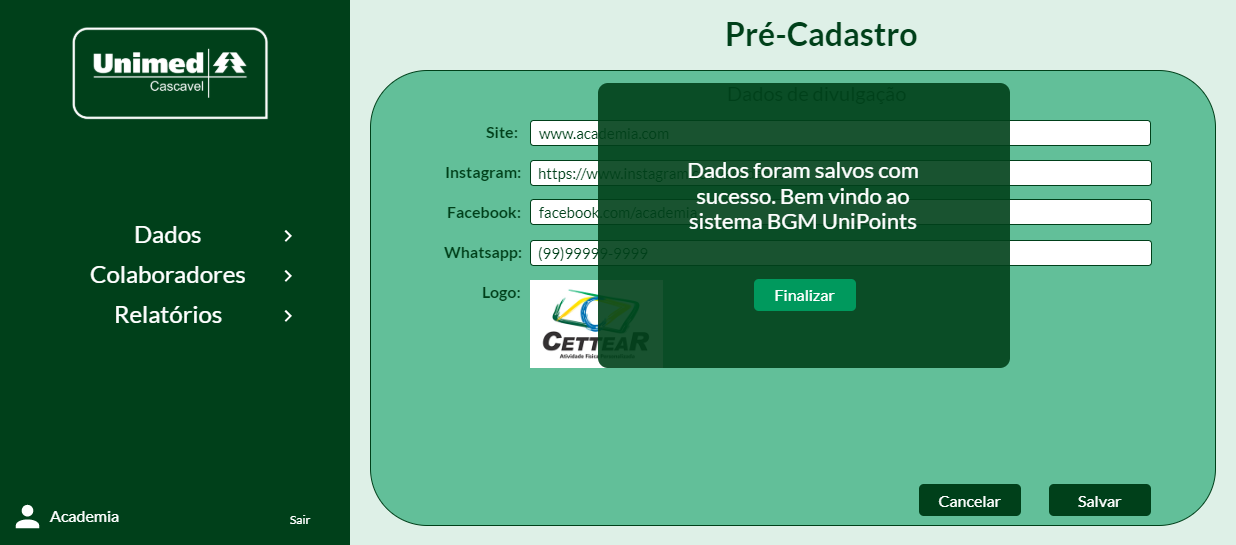 Unimed
Cascavel
Dados
Colaboradores
Relatórios
Academia
Sair
Pré-Cadastro
Dados de divulgação
Site: www.academia.com
Instagram: https://www.instagram
Facebook: facebook.com/academia
Whatsapp: (99)99999-9999
Logo:
CETTEAR
Atividade Física
Dados foram salvos com
sucesso. Bem vindo ao
sistema BGM UniPoints
Finalizar
Cancelar
Salvar